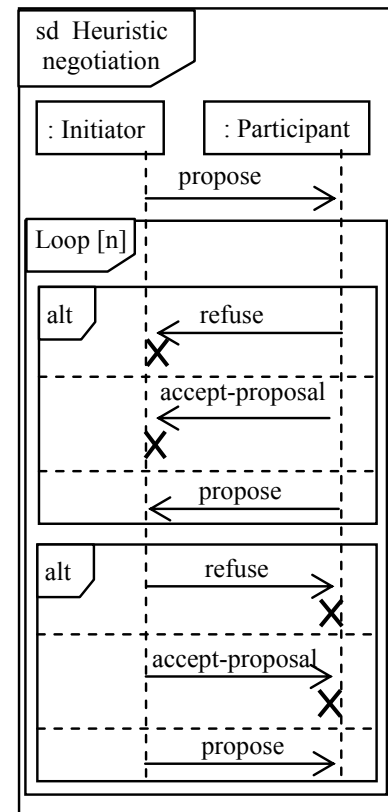 sd Heuristic
negotiation
: Initiator
: Participant
propose
Loop [n]
alt
refuse
accept-proposal
propose
alt
refuse
accept-proposal
propose